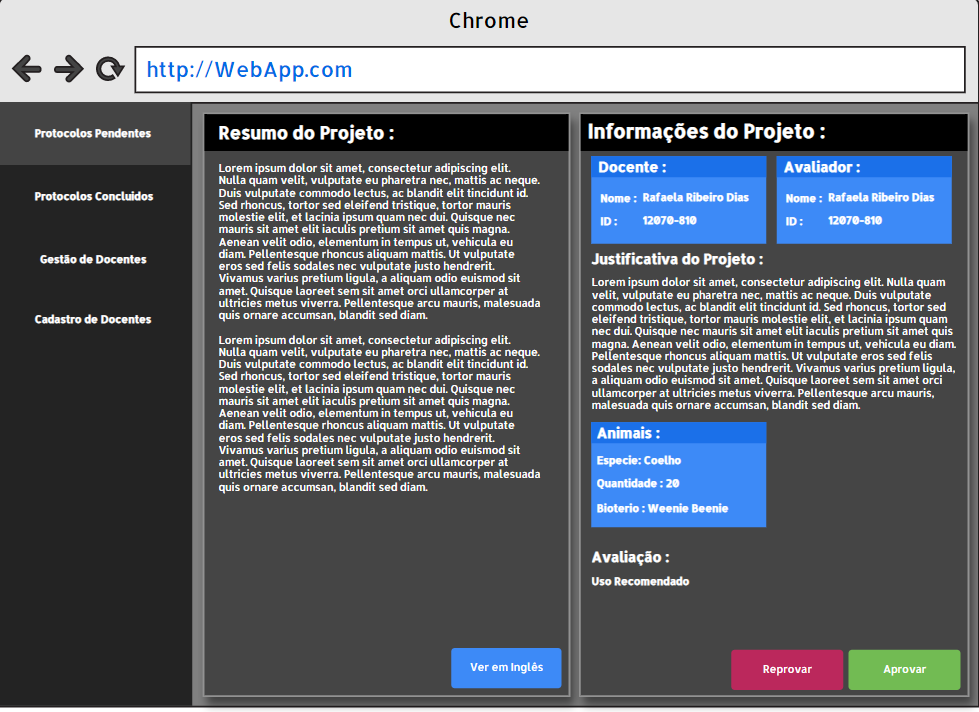 Chrome
http://WebApp.com
Protocolos Pendentes
Protocolos Concluidos
Gestão de Docentes
Cadastro de Docentes
Resumo do Projeto :
Lorem ipsum dolor sit amet, consectetur adipiscing elit.
Nulla quam velit, vulputate eu pharetra nec, mattis ac neque.
Duis vulputate commodo lectus, ac blandit elit tincidunt id.
Sed rhoncus, tortor sed eleifend tristique, tortor mauris
molestie elit, et lacinia ipsum quam nec dui. Quisque nec
mauris sit amet elit iaculis pretium sit amet quis magna.
Aenean velit odio, elementum in tempus ut, vehicula eu
diam. Pellentesque rhoncus aliquam mattis. Ut vulputate
eros sed felis sodales nec vulputate justo hendrerit.
Vivamus varius pretium ligula, a aliquam odio euismod sit
amet. Quisque laoreet sem sit amet orci ullamcorper at
ultricies metus viverra. Pellentesque arcu mauris, malesuada
quis ornare accumsan, blandit sed diam.
Lorem ipsum dolor sit amet, consectetur adipiscing elit.
Nulla quam velit, vulputate eu pharetra nec, mattis ac neque.
Duis vulputate commodo lectus, ac blandit elit tincidunt id.
Sed rhoncus, tortor sed eleifend tristique, tortor mauris
molestie elit, et lacinia ipsum quam nec dui. Quisque nec
mauris sit amet elit iaculis pretium sit amet quis magna.
Aenean velit odio, elementum in tempus ut, vehicula eu
diam. Pellentesque rhoncus aliquam mattis. Ut vulputate
eros sed felis sodales nec vulputate justo hendrerit.
Vivamus varius pretium ligula, a aliquam odio euismod sit
amet. Quisque laoreet sem sit amet orci ullamcorper at
ultricies metus viverra. Pellentesque arcu mauris, malesuada
quis ornare accumsan, blandit sed diam.
Ver em Inglês
Informações do Projeto :
Docente :
Nome : Rafaela Ribeiro Dias
ID : 12070-810
Avaliador :
Nome : Rafaela Ribeiro Dias
ID : 12070-810
Justificativa do Projeto :
Lorem ipsum dolor sit amet, consectetur adipiscing elit. Nulla quam
velit, vulputate eu pharetra nec, mattis ac neque. Duis vulputate
commodo lectus, ac blandit elit tincidunt id. Sed rhoncus, tortor sed
eleifend tristique, tortor mauris molestie elit, et lacinia ipsum quam
nec dui. Quisque nec mauris sit amet elit iaculis pretium sit amet quis
magna. Aenean velit odio, elementum in tempus ut, vehicula eu diam.
Pellentesque rhoncus aliquam mattis. Ut vulputate eros sed felis
sodales nec vulputate justo hendrerit. Vivamus varius pretium ligula,
a aliquam odio euismod sit amet. Quisque laoreet sem sit amet orci
ullamcorper at ultricies metus viverra. Pellentesque arcu mauris,
malesuada quis ornare accumsan, blandit sed diam.
Animais :
Especie: Coelho
Quantidade : 20
Bioterio : Weenie Beenie
Avaliação :
Uso Recomendado
Reprovar
Aprovar